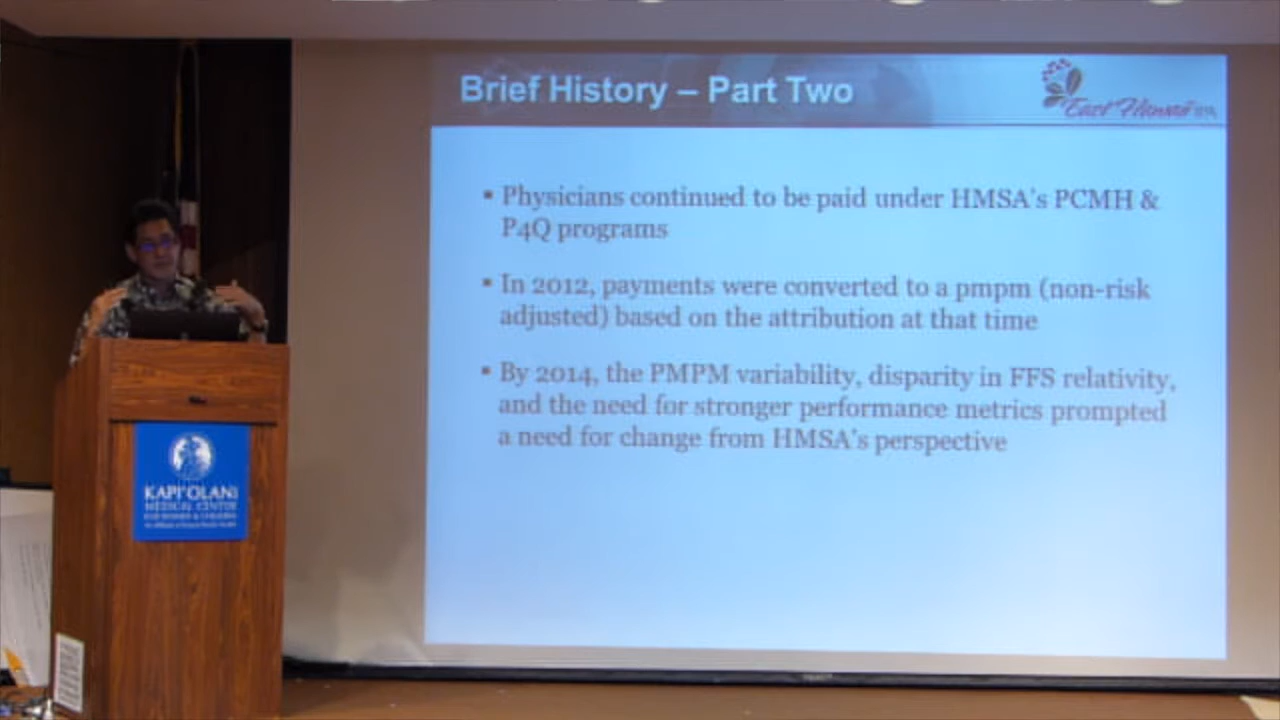 Brief History – Part Two
East Hawaii IPA
▪ Physicians continued to be paid under HMSA's PCMH &
P4Q programs
▪ In 2012, payments were converted to a pmpm (non-risk
adjusted) based on the attribution at that time
▪ By 2014, the PMPM variability, disparity in FFS relativity,
and the need for stronger performance metrics prompted
a need for change from HMSA's perspective
KAPI'OLANI
MEDICAL CENTER
FOR WOMEN & CHILDREN